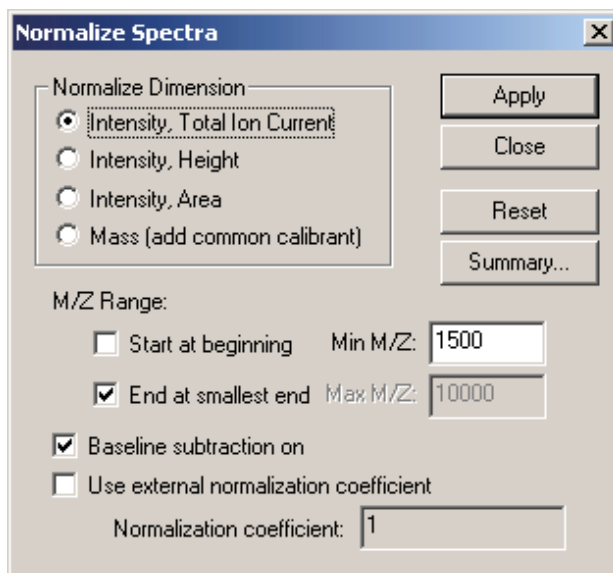 Normalize Spectra
Normalize Dimension
Intensity, Total Ion Current
Intensity, Height
Intensity, Area
Mass (add common calibrant)
Apply
Close
Reset
Summary...
M/Z Range:
Start at beginning Min M/Z: 1500
End at smallest end Max M/Z: 10000
Baseline subtraction on
Use external normalization coefficient
Normalization coefficient: 1